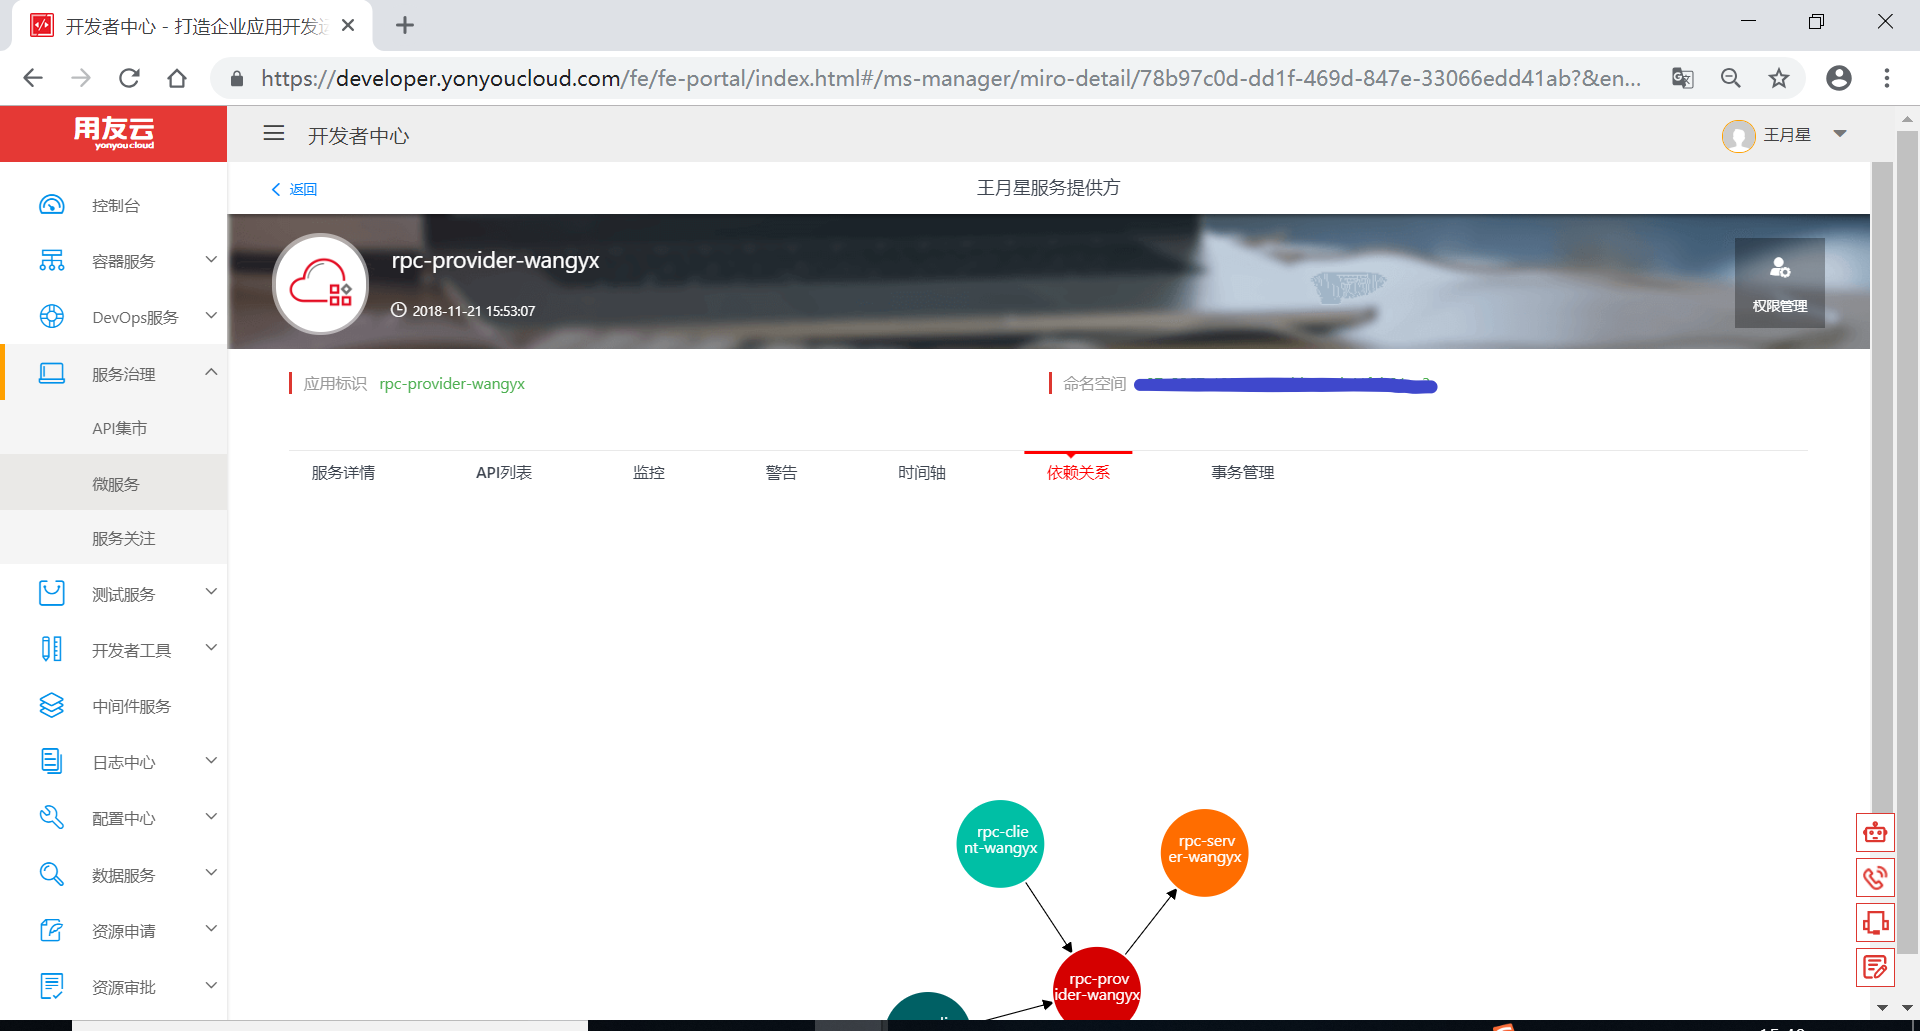 开发者中心 - 打造企业应用开发
https://developer.yonyoucloud.com/fe/fe-portal/index.html#/ms-manager/miro-detail/78b97c0d-dd1f-469d-847e-33066edd41ab?&en...
用友云
yonyou cloud
开发者中心
王月星
返回
王月星服务提供方
rpc-provider-wangyx
2018-11-21 15:53:07
权限管理
应用标识 rpc-provider-wangyx
命名空间
服务详情 API列表 监控 警告 时间轴 依赖关系 事务管理
控制台
容器服务
DevOps服务
服务治理
API集市
微服务
服务关注
测试服务
开发者工具
中间件服务
日志中心
配置中心
数据服务
资源申请
资源审批
rpc-clie
nt-wangyx
rpc-serv
er-wangyx
rpc-prov
ider-wangyx